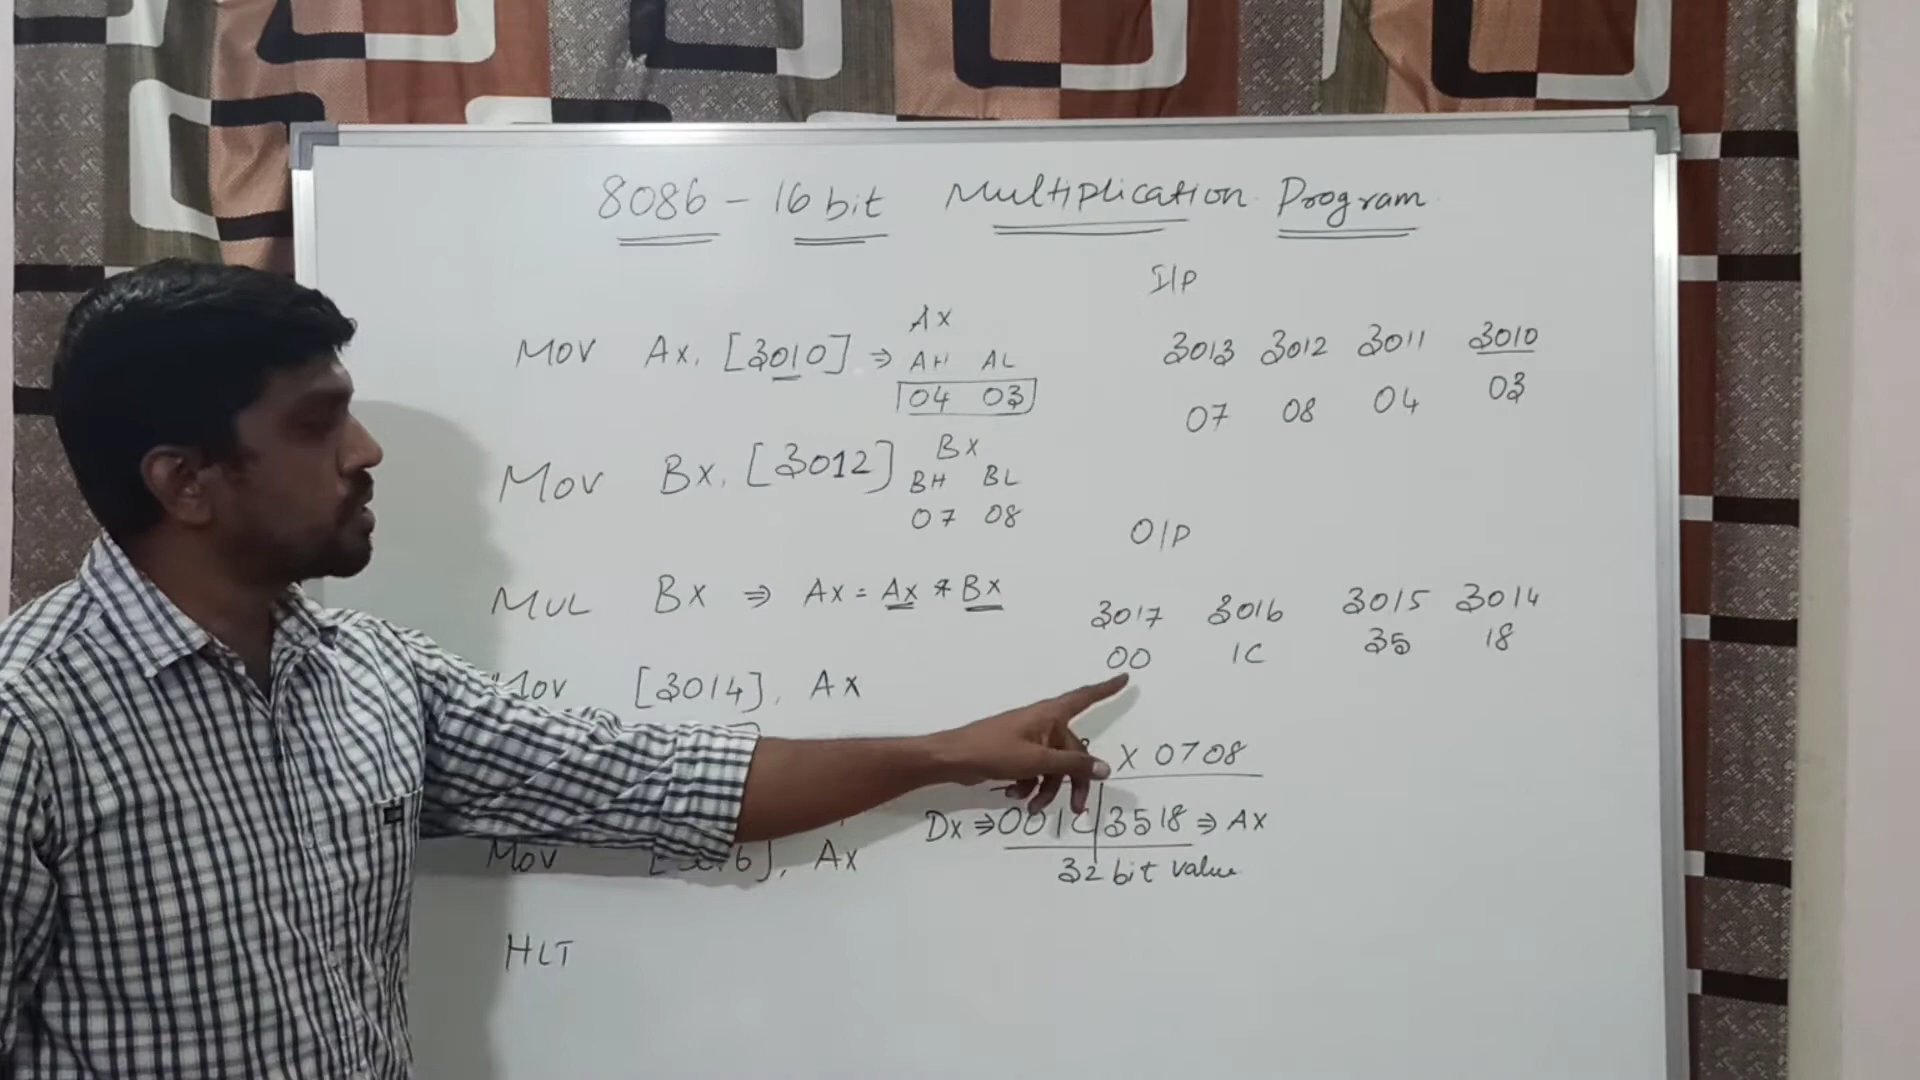 8086 - 16 bit Multiplication Program
I/P
MOV AX, [3010] ⇒
AX
AH AL
04 03
3013 3012 3011 3010
07 08 04 03
MOV BX, [3012]
BX
BH BL
07 08
O/P
MUL BX ⇒ AX = AX * BX
3017 3016 3015 3014
00 1C 35 18
MOV [3014], AX
X 0708
DX ⇒ 001C | 3518 ⇒ AX
MOV 6], AX
32 bit value
HLT